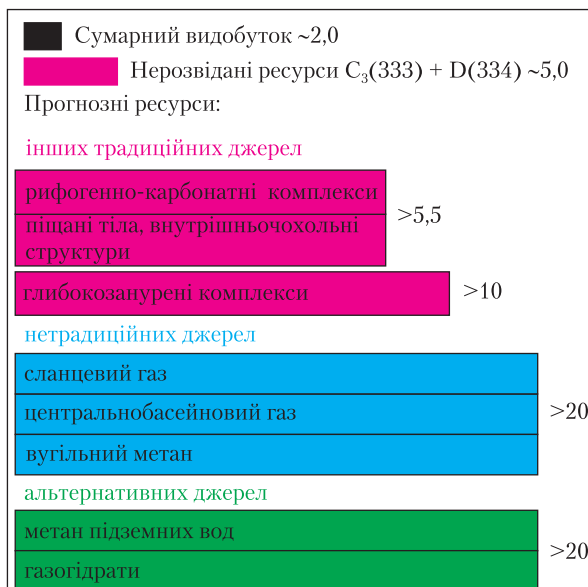 Сумарний видобуток ~2,0
Нерозвідані ресурси C₃(333) + D(334) ~5,0
Прогнозні ресурси:
інших традиційних джерел
рифогенно-карбонатні комплекси
піщані тіла, внутрішньочохольні
структури
>5,5
глибокозанурені комплекси
>10
нетрадиційних джерел
сланцевий газ
центральнобасейновий газ
вугільний метан
>20
альтернативних джерел
метан підземних вод
газогідрати
>20